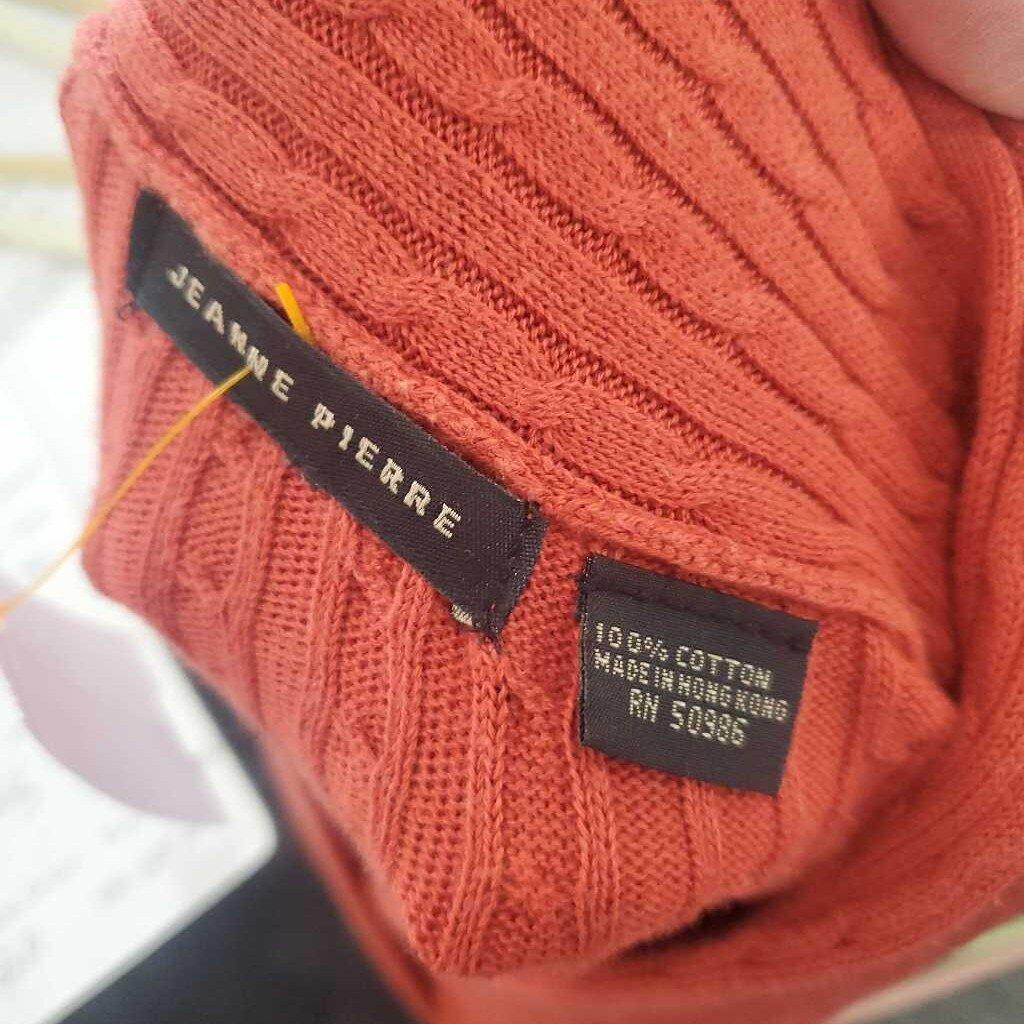 JEANNE PIERRE
100% COTTON
MADE IN HONG KONG
RN 50986